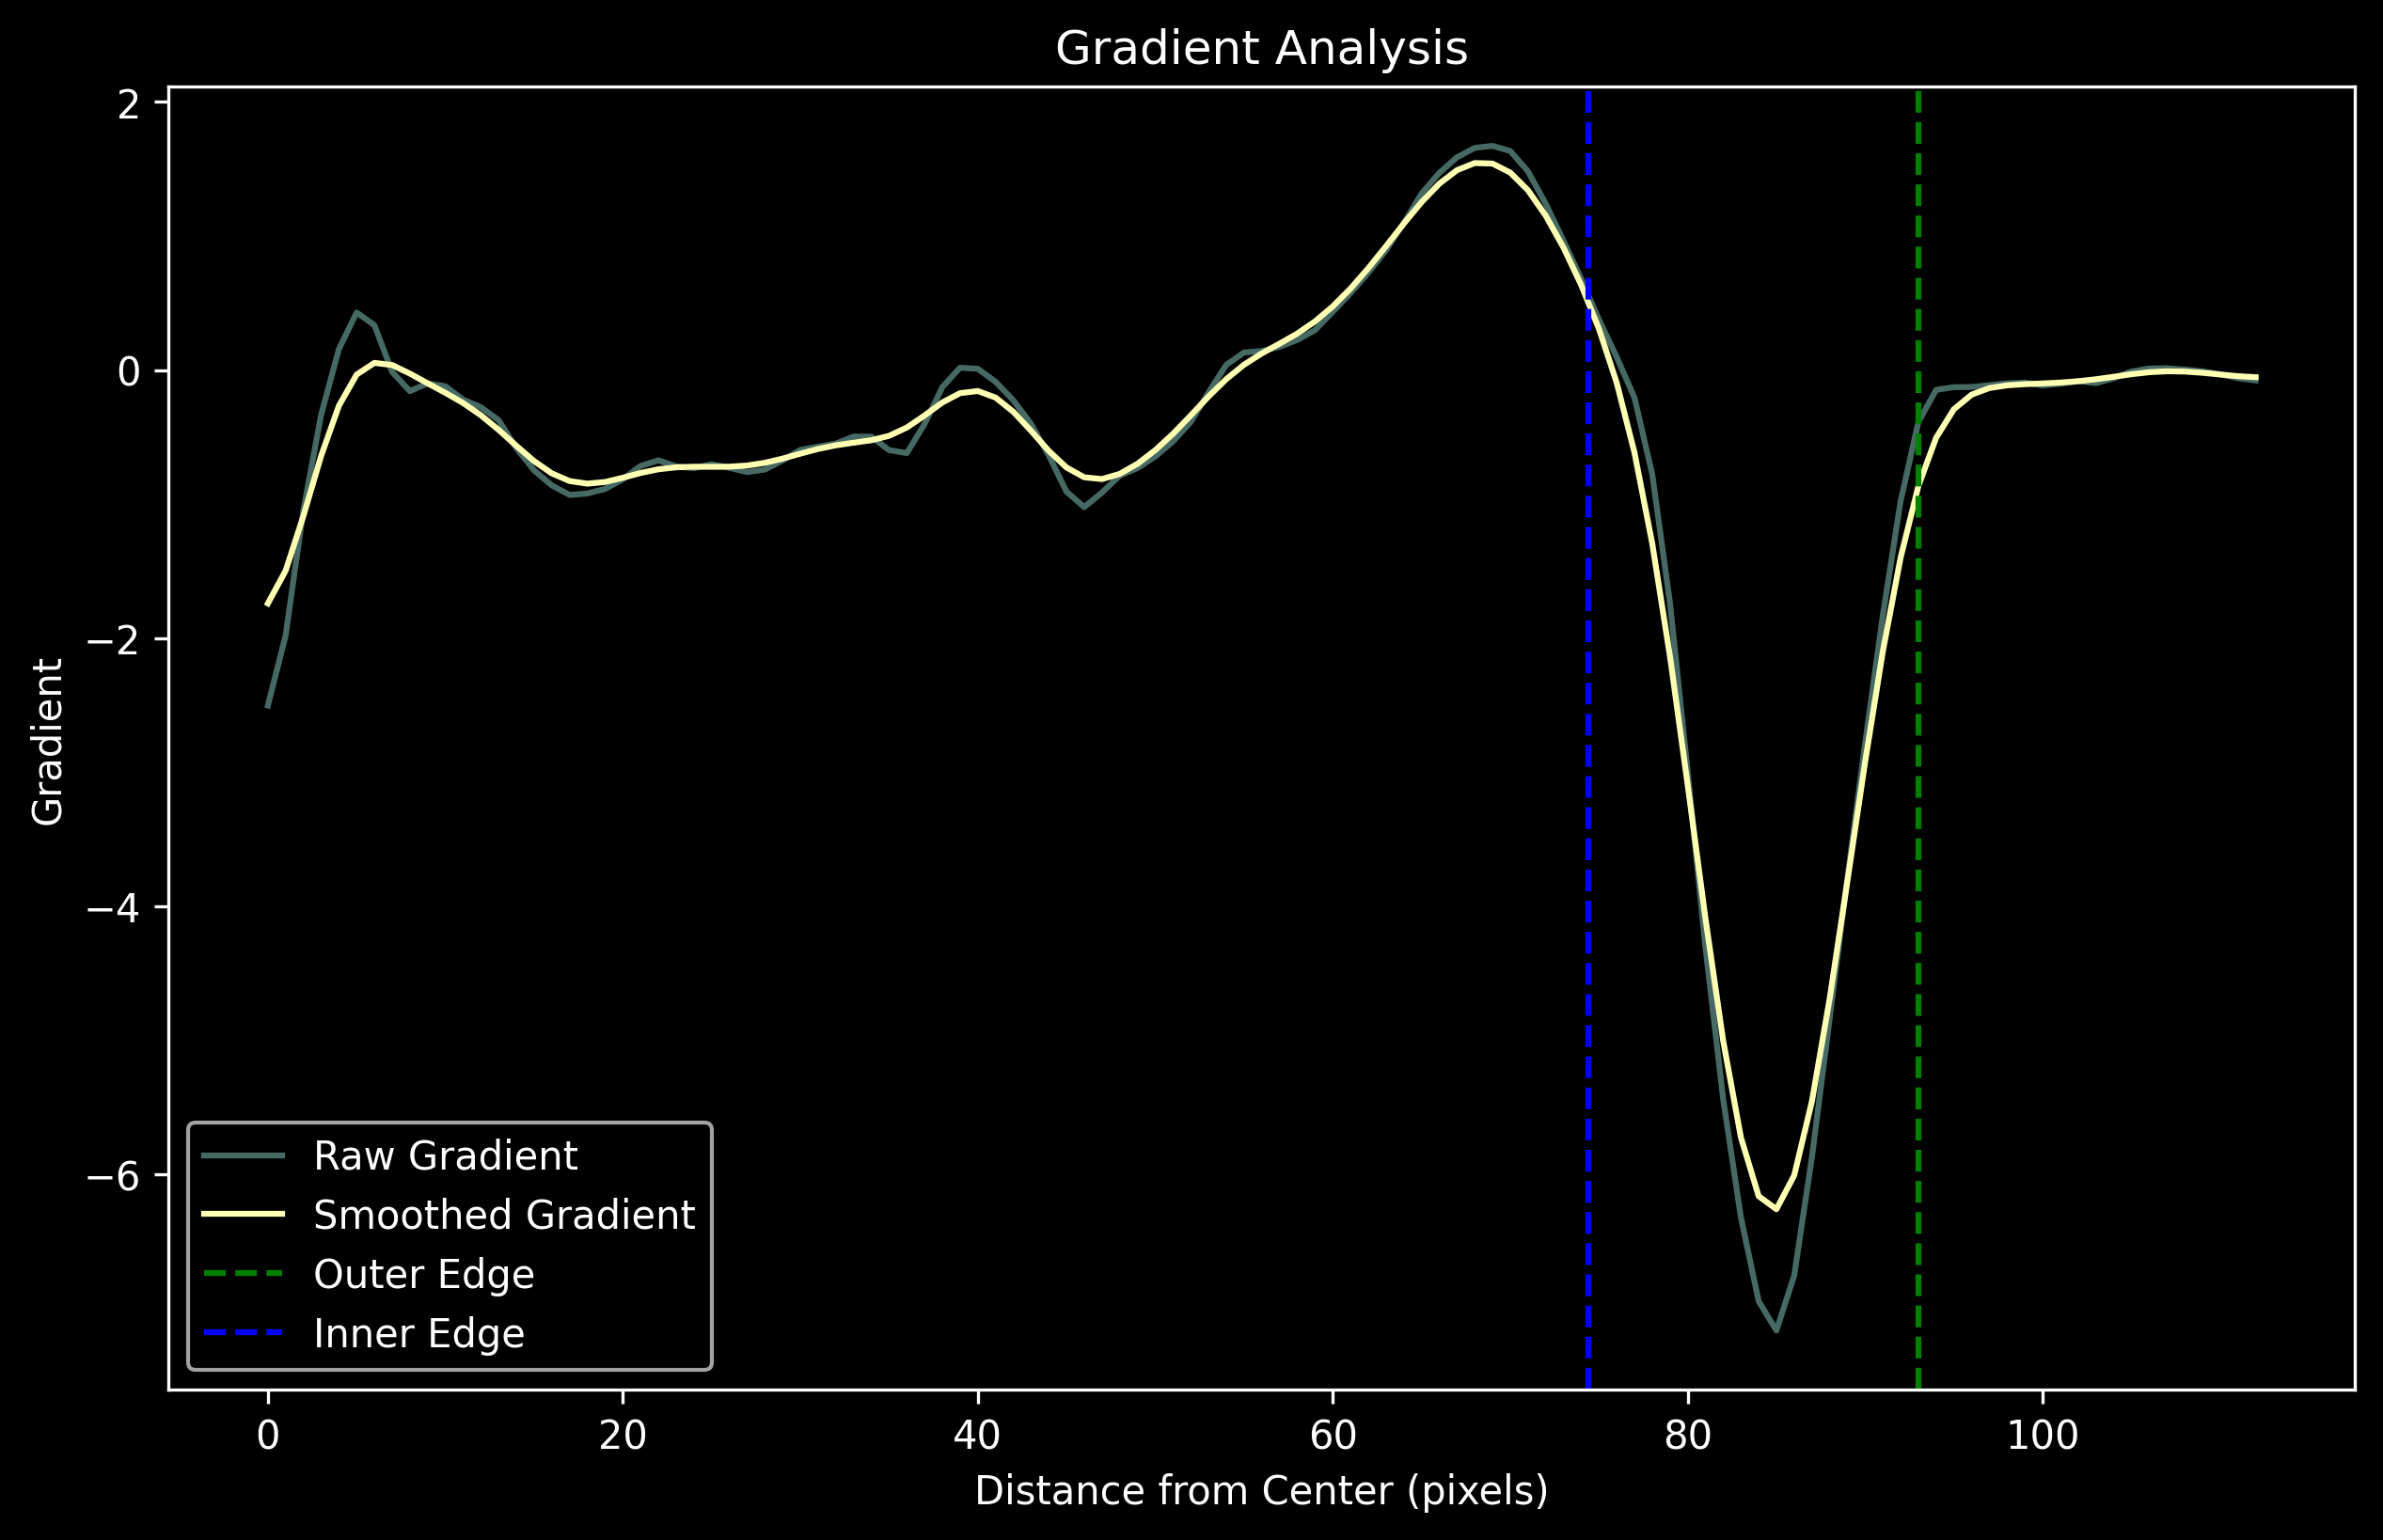 Gradient Analysis
2
0
−2
−4
−6
Gradient
Raw Gradient
Smoothed Gradient
Outer Edge
Inner Edge
0 20 40 60 80 100
Distance from Center (pixels)